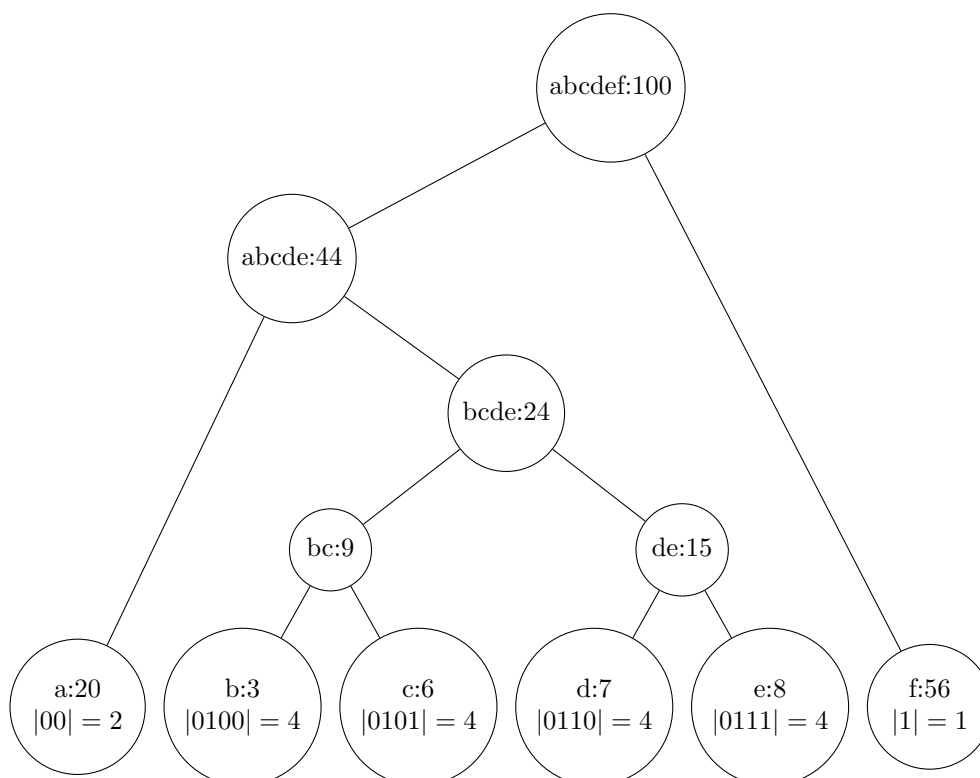 abcdef:100
abcde:44
bcde:24
bc:9
de:15
a:20
|00| = 2
b:3
|0100| = 4
c:6
|0101| = 4
d:7
|0110| = 4
e:8
|0111| = 4
f:56
|1| = 1